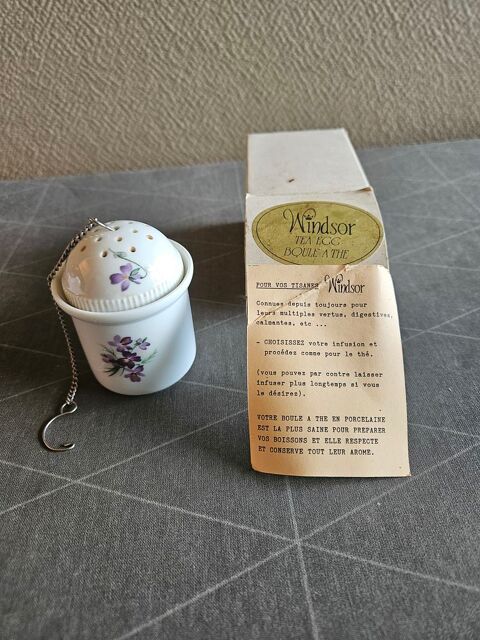 Windsor
TEA EGG
BOULE A THE
POUR VOS TISANES Windsor
Connues depuis toujours pour
leurs multiples vertus, digestives,
calmantes, etc ...
- CHOISISSEZ votre infusion et
procédez comme pour le thé.
(vous pouvez par contre laisser
infuser plus longtemps si vous
le désirez).
VOTRE BOULE A THE EN PORCELAINE
EST LA PLUS SAINE POUR PREPARER
VOS BOISSONS ET ELLE RESPECTE
ET CONSERVE TOUT LEUR AROME.